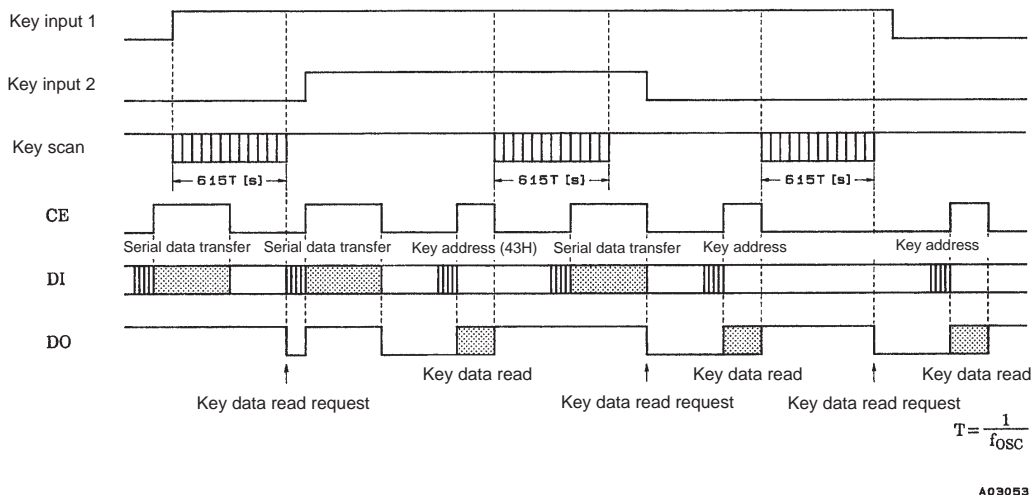 Key input 1
Key input 2
Key scan
615T [s] 615T [s] 615T [s]
CE
Serial data transfer Serial data transfer Key address (43H) Serial data transfer Key address Key address
DI
DO
Key data read Key data read Key data read
Key data read request Key data read request Key data read request
T= 1
fOSC
A03053